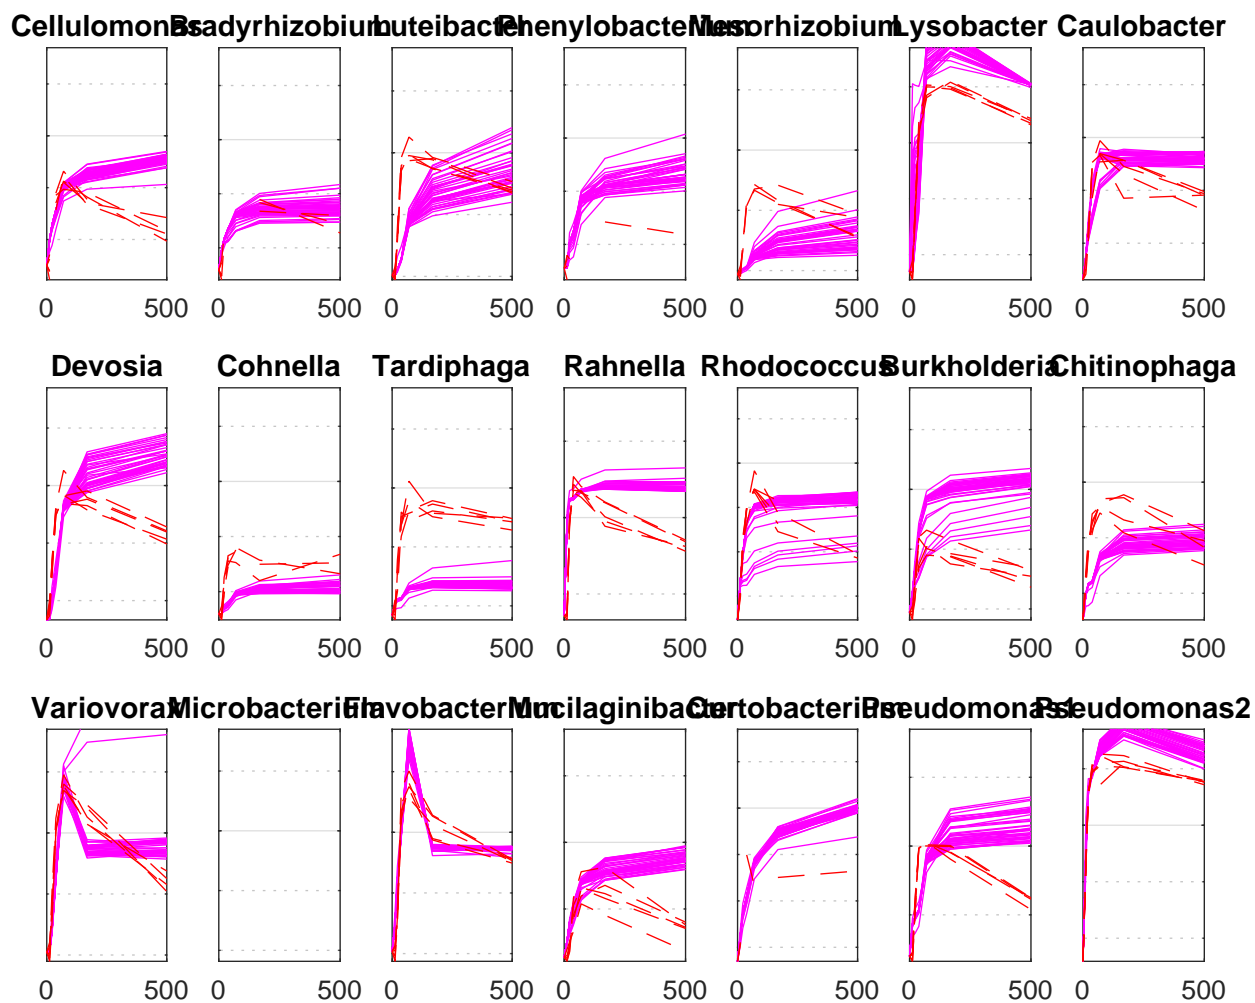 Cellulomonas Bradyrhizobium Luteibacter Phenylobacterium Mesorhizobium Lysobacter Caulobacter
0 500 0 500 0 500 0 500 0 500 0 500 0 500
Devosia Cohnella Tardiphaga Rahnella Rhodococcus Burkholderia Chitinophaga
0 500 0 500 0 500 0 500 0 500 0 500 0 500
Variovorax Microbacterium Flavobacterium Mucilaginibacter Curtobacterium Pseudomonas1 Pseudomonas2
0 500 0 500 0 500 0 500 0 500 0 500 0 500